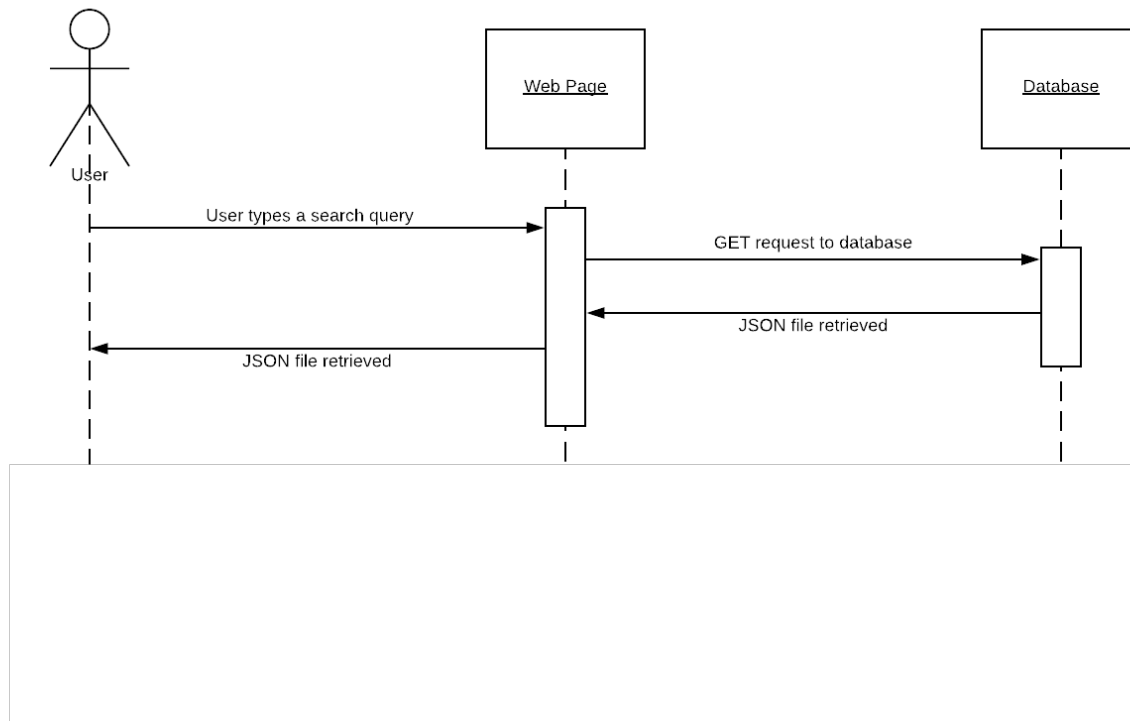 Web Page
Database
User
User types a search query
GET request to database
JSON file retrieved
JSON file retrieved